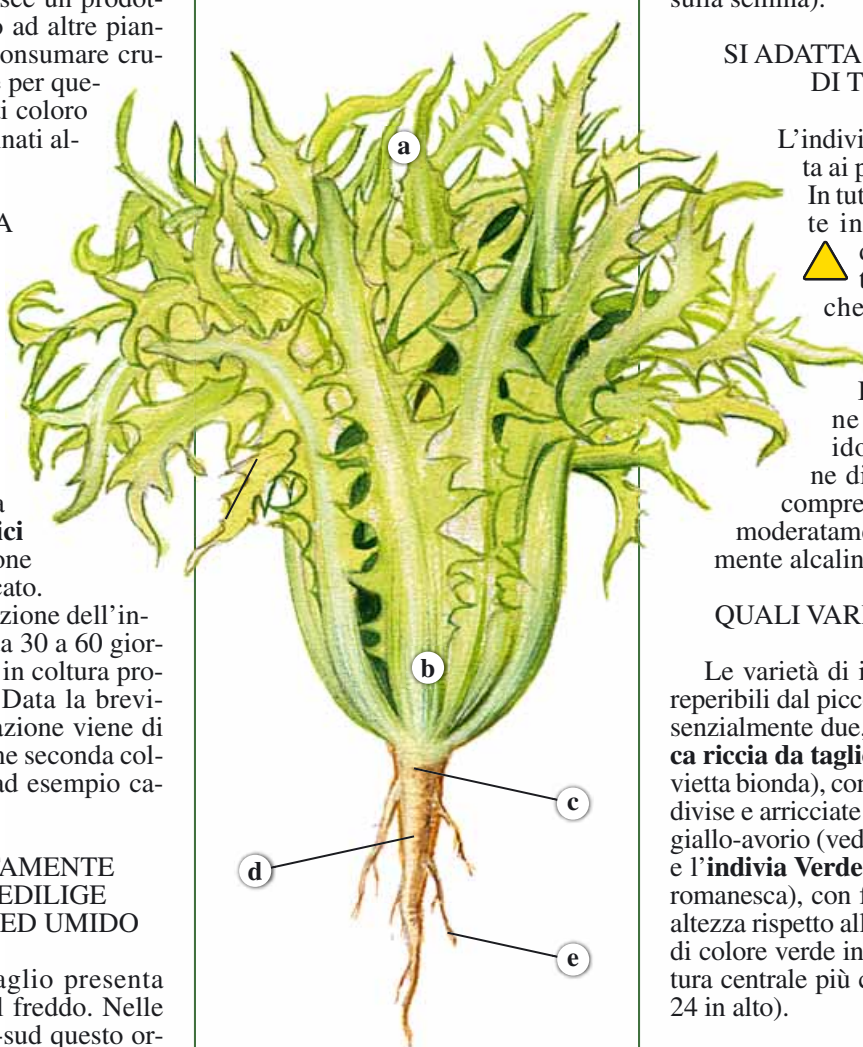 sce un prodot-
o ad altre pian-
onsumare cru-
e per que-
i coloro
nati al-
A
a
ici
one
cato.
zione dell’in-
a 30 a 60 gior-
in coltura pro-
Data la brevi-
azione viene di
ne seconda col-
ad esempio ca-
TAMENTE
EDILIGE
ED UMIDO
aglio presenta
l freddo. Nelle
-sud questo or-
a
b
c
d
e
sulla semina).
SI ADATTA
DI T
L’indivi
ta ai p
In tut
te in
che
ne
ido
ne di
compre
moderatame
mente alcalin
QUALI VARI
Le varietà di i
reperibili dal picc
senzialmente due,
ca riccia da taglio
vietta bionda), con
divise e arricciate
giallo-avorio (ved
e l’indivia Verde
romanesca), con f
altezza rispetto all
di colore verde in
tura centrale più c
24 in alto).